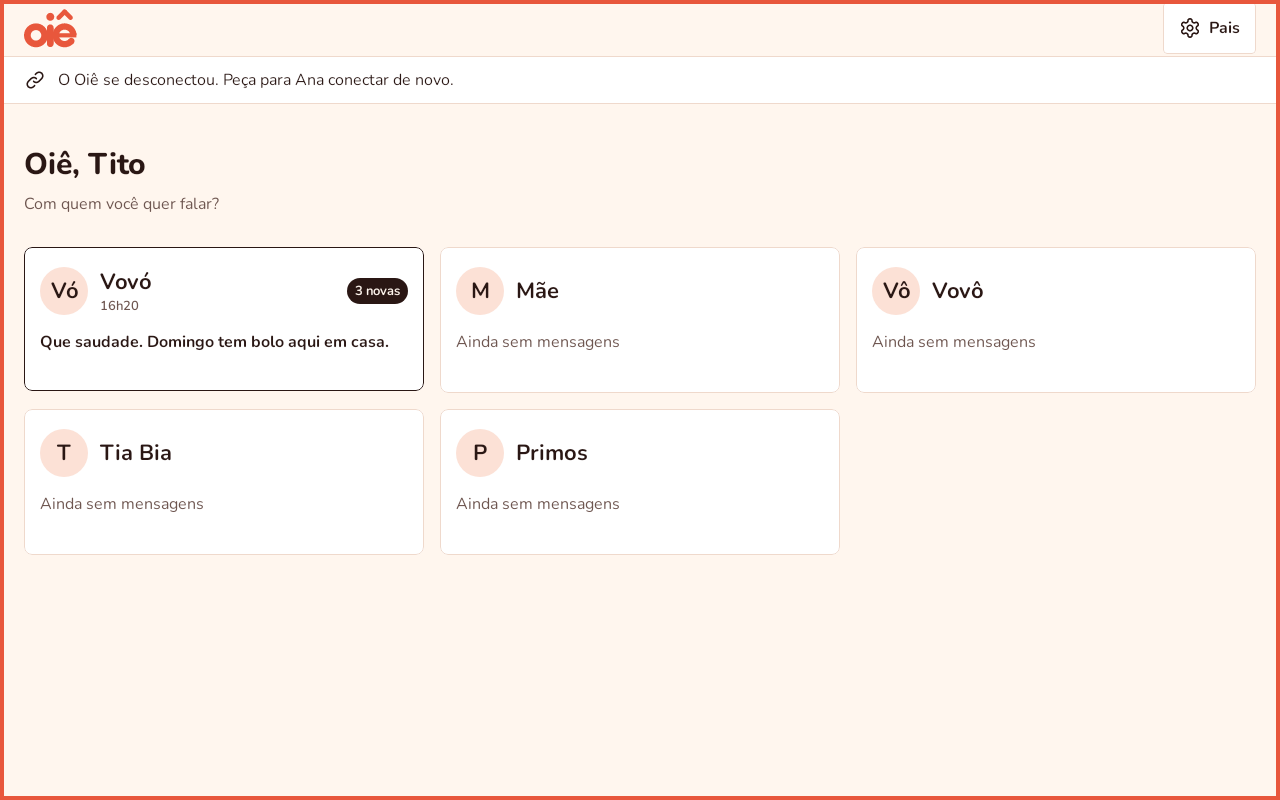 oiê
Pais
O Oiê se desconectou. Peça para Ana conectar de novo.
Oiê, Tito
Com quem você quer falar?
Vó
Vovó
16h20
3 novas
Que saudade. Domingo tem bolo aqui em casa.
M
Mãe
Ainda sem mensagens
Vô
Vovô
Ainda sem mensagens
T
Tia Bia
Ainda sem mensagens
P
Primos
Ainda sem mensagens